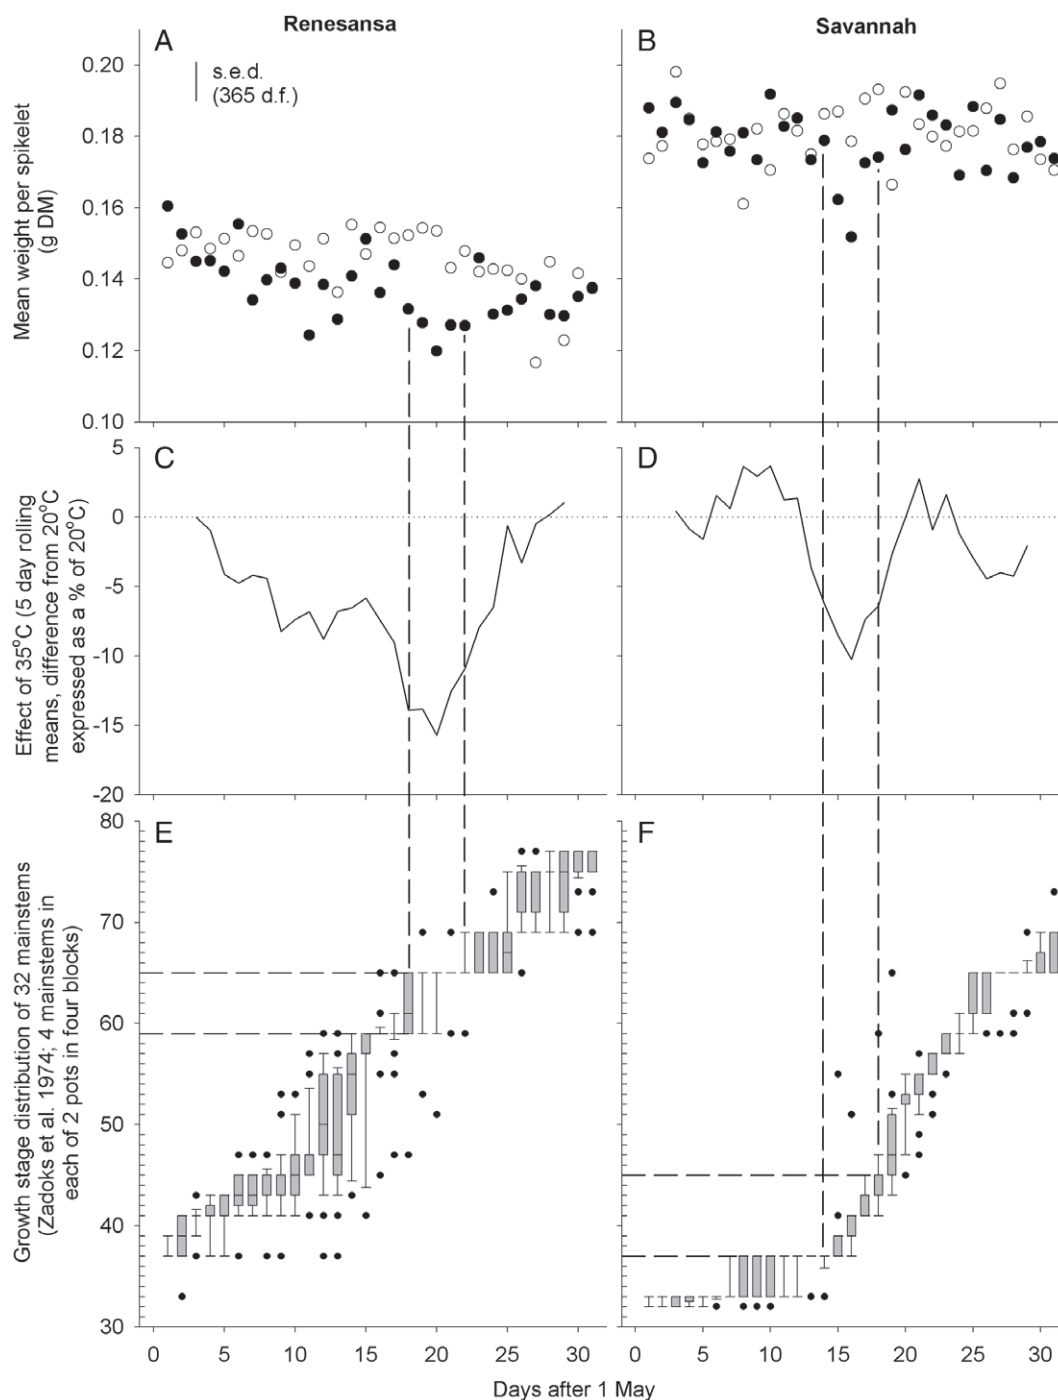 Renesansa
Savannah
A
B
s.e.d.
(365 d.f.)
Mean weight per spikelet
(g DM)
0.20
0.18
0.16
0.14
0.12
0.10
C
D
Effect of 35°C (5 day rolling
means, difference from 20°C
expressed as a % of 20°C)
5
0
-5
-10
-15
-20
E
F
Growth stage distribution of 32 mainstems
(Zadoks et al. 1974; 4 mainstems in
each of 2 pots in four blocks)
80
70
60
50
40
30
0 5 10 15 20 25 30
0 5 10 15 20 25 30
Days after 1 May